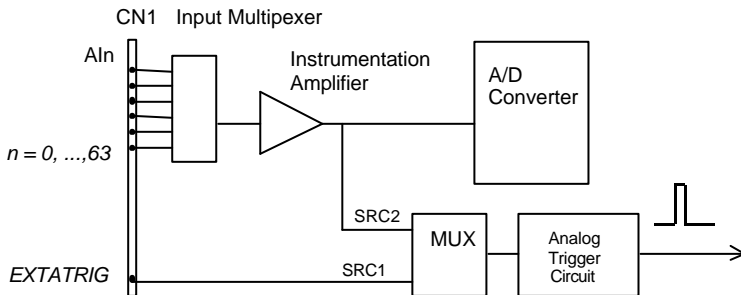 CN1 Input Multipexer
AIn
Instrumentation
Amplifier
A/D
Converter
n = 0, ...,63
SRC2
MUX
Analog
Trigger
Circuit
EXTATRIG
SRC1